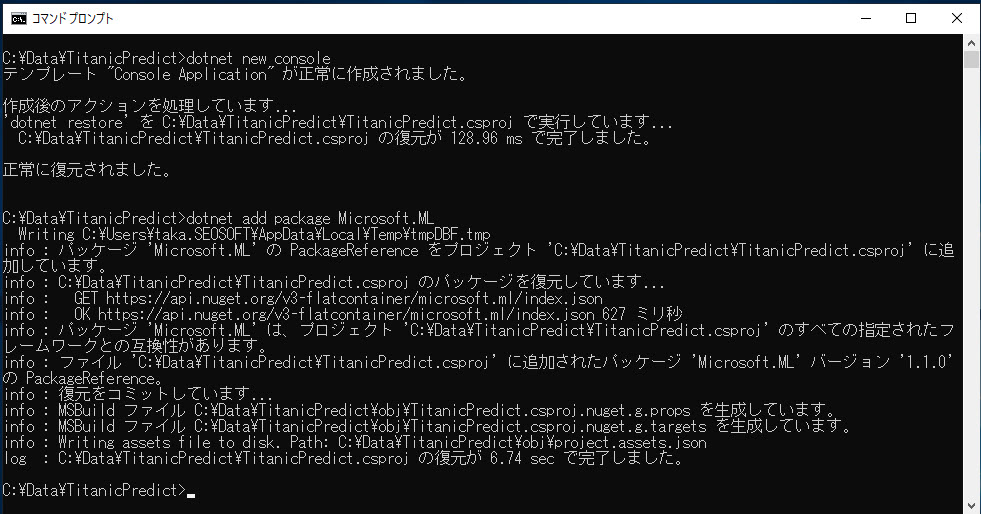 コマンド プロンプト
C:¥Data¥TitanicPredict>dotnet new console
テンプレート "Console Application" が正常に作成されました。
作成後のアクションを処理しています...
'dotnet restore' を C:¥Data¥TitanicPredict¥TitanicPredict.csproj で実行しています...
  C:¥Data¥TitanicPredict¥TitanicPredict.csproj の復元が 128.96 ms で完了しました。
正常に復元されました。
C:¥Data¥TitanicPredict>dotnet add package Microsoft.ML
  Writing C:¥Users¥taka.SEOSOFT¥AppData¥Local¥Temp¥tmpDBF.tmp
info : パッケージ 'Microsoft.ML' の PackageReference をプロジェクト 'C:¥Data¥TitanicPredict¥TitanicPredict.csproj' に追
加しています。
info : C:¥Data¥TitanicPredict¥TitanicPredict.csproj のパッケージを復元しています...
info :   GET https://api.nuget.org/v3-flatcontainer/microsoft.ml/index.json
info :   OK https://api.nuget.org/v3-flatcontainer/microsoft.ml/index.json 627 ミリ秒
info : パッケージ 'Microsoft.ML' は、プロジェクト 'C:¥Data¥TitanicPredict¥TitanicPredict.csproj' のすべての指定されたフ
レームワークとの互換性があります。
info : ファイル 'C:¥Data¥TitanicPredict¥TitanicPredict.csproj' に追加されたパッケージ 'Microsoft.ML' バージョン '1.1.0'
の PackageReference。
info : 復元をコミットしています...
info : MSBuild ファイル C:¥Data¥TitanicPredict¥obj¥TitanicPredict.csproj.nuget.g.props を生成しています。
info : MSBuild ファイル C:¥Data¥TitanicPredict¥obj¥TitanicPredict.csproj.nuget.g.targets を生成しています。
info : Writing assets file to disk. Path: C:¥Data¥TitanicPredict¥obj¥project.assets.json
log  : C:¥Data¥TitanicPredict¥TitanicPredict.csproj の復元が 6.74 sec で完了しました。
C:¥Data¥TitanicPredict>